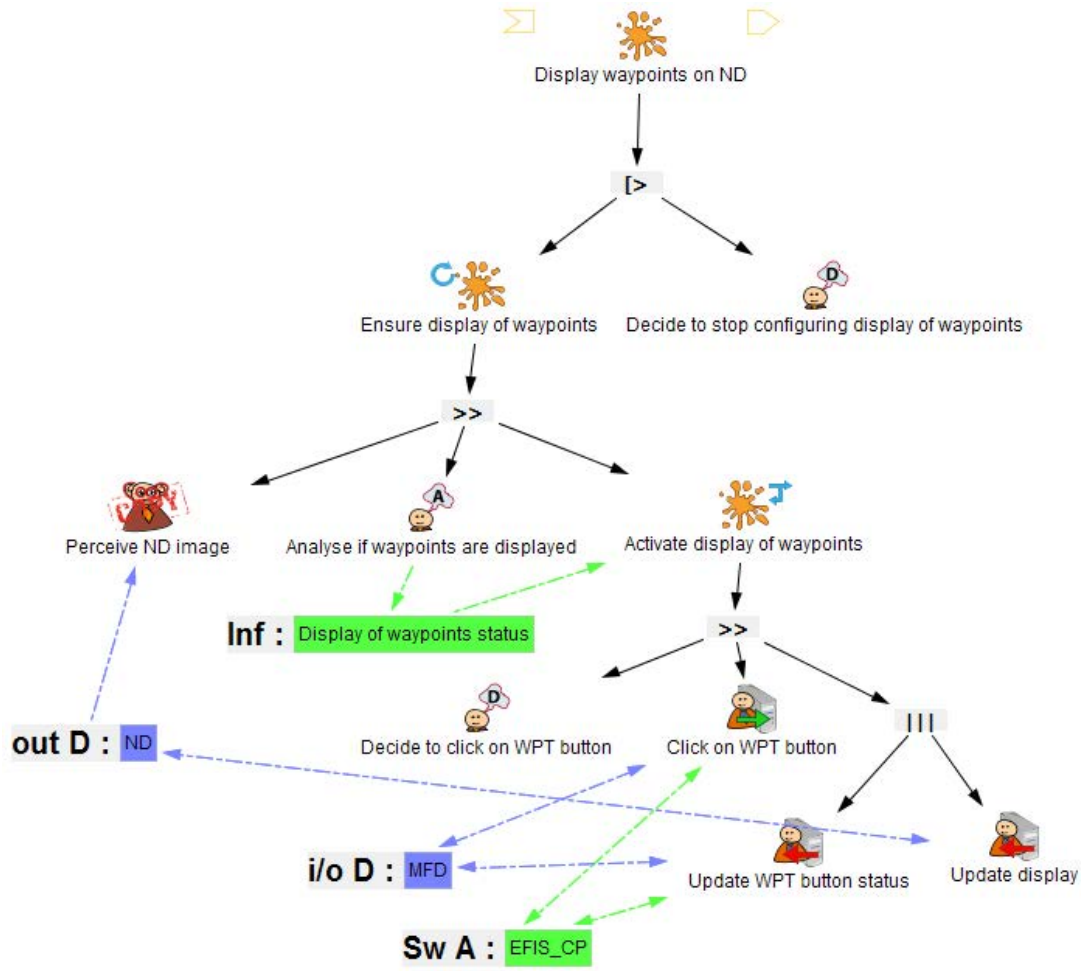 Display waypoints on ND
[>
D
Ensure display of waypoints
Decide to stop configuring display of waypoints
>>
COPY
A
Perceive ND image
Analyse if waypoints are displayed
Activate display of waypoints
Inf : Display of waypoints status
>>
D
out D : ND
Decide to click on WPT button
Click on WPT button
|||
i/o D : MFD
Update WPT button status
Update display
Sw A : EFIS_CP